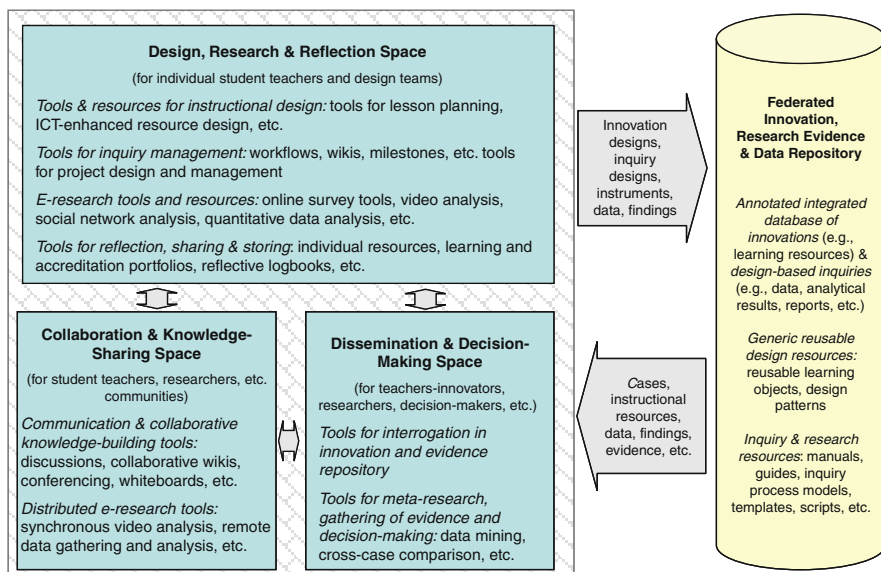 Design, Research & Reflection Space
(for individual student teachers and design teams)
Tools & resources for instructional design: tools for lesson planning,
ICT-enhanced resource design, etc.
Tools for inquiry management: workflows, wikis, milestones, etc. tools
for project design and management
E-research tools and resources: online survey tools, video analysis,
social network analysis, quantitative data analysis, etc.
Tools for reflection, sharing & storing: individual resources, learning and
accreditation portfolios, reflective logbooks, etc.
Collaboration & Knowledge-
Sharing Space
(for student teachers, researchers, etc.
communities)
Communication & collaborative
knowledge-building tools:
discussions, collaborative wikis,
conferencing, whiteboards, etc.
Distributed e-research tools:
synchronous video analysis, remote
data gathering and analysis, etc.
Dissemination & Decision-
Making Space
(for teachers-innovators,
researchers, decision-makers, etc.)
Tools for interrogation in
innovation and evidence
repository
Tools for meta-research,
gathering of evidence and
decision-making: data mining,
cross-case comparison, etc.
Innovation
designs,
inquiry
designs,
instruments,
data, findings
Cases,
instructional
resources,
data, findings,
evidence, etc.
Federated
Innovation,
Research Evidence
& Data Repository
Annotated integrated
database of
innovations (e.g.,
learning resources) &
design-based inquiries
(e.g., data, analytical
results, reports, etc.)
Generic reusable
design resources:
reusable learning
objects, design
patterns
Inquiry & research
resources: manuals,
guides, inquiry
process models,
templates, scripts, etc.